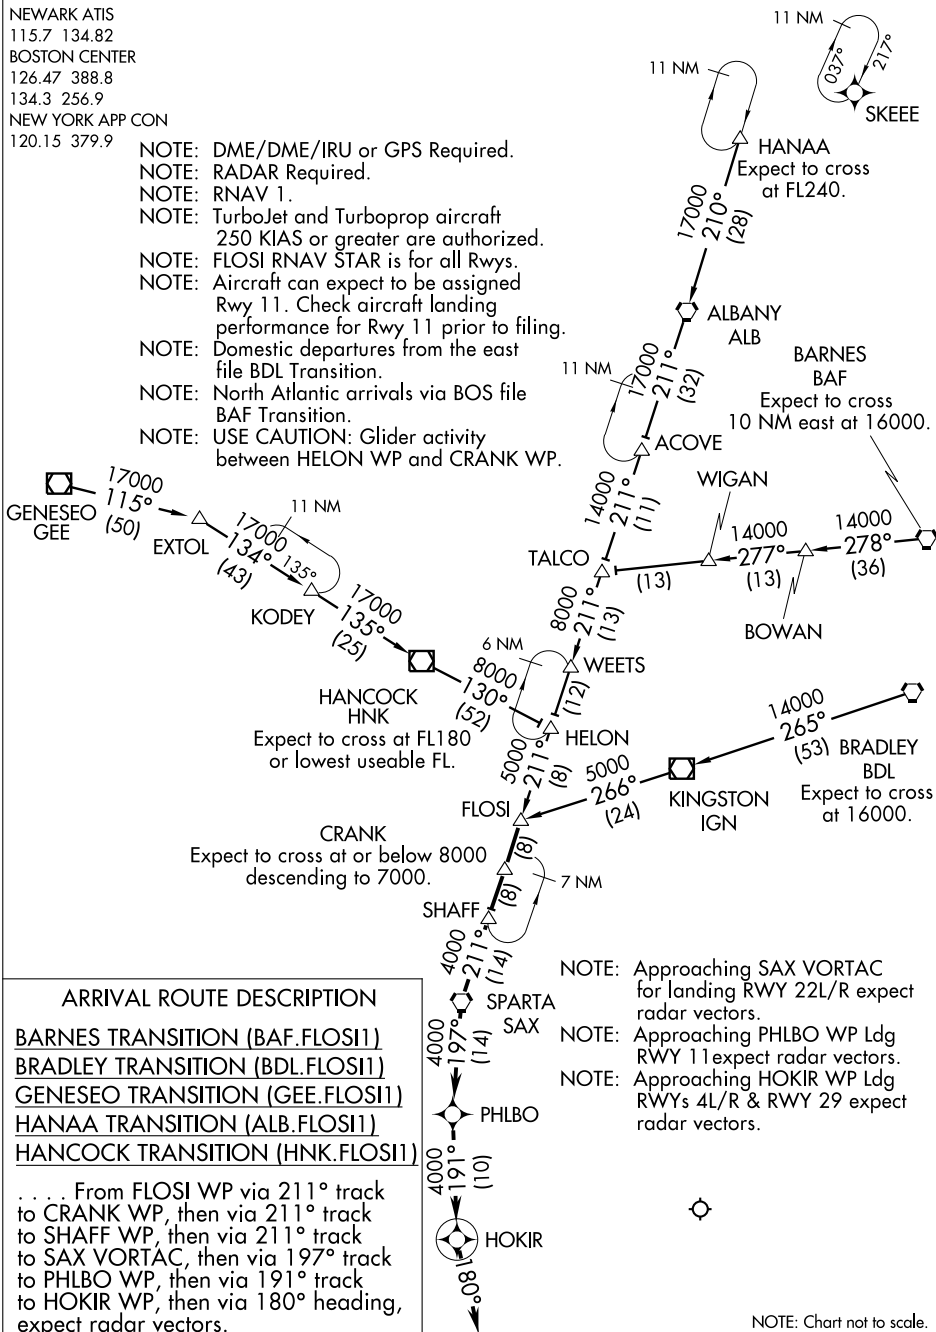 NEWARK ATIS
115.7 134.82
BOSTON CENTER
126.47 388.8
134.3 256.9
NEW YORK APP CON
120.15 379.9
NOTE: DME/DME/IRU or GPS Required.
NOTE: RADAR Required.
NOTE: RNAV 1.
NOTE: TurboJet and Turboprop aircraft
250 KIAS or greater are authorized.
NOTE: FLOSI RNAV STAR is for all Rwys.
NOTE: Aircraft can expect to be assigned
Rwy 11. Check aircraft landing
performance for Rwy 11 prior to filing.
NOTE: Domestic departures from the east
file BDL Transition.
NOTE: North Atlantic arrivals via BOS file
BAF Transition.
NOTE: USE CAUTION: Glider activity
between HELON WP and CRANK WP.
11 NM
037°
217°
SKEEE
11 NM
HANAA
Expect to cross
at FL240.
17000
210°
(28)
ALBANY
ALB
11 NM
17000
211°
(32)
ACOVE
BARNES
BAF
Expect to cross
10 NM east at 16000.
WIGAN
14000
211°
(11)
TALCO
(13)
14000
277°
(13)
14000
278°
(36)
BOWAN
GENESEO
GEE
17000
115°
(50)
EXTOL
17000
134°
(43)
11 NM
135°
KODEY
17000
135°
(25)
HANCOCK
HNK
Expect to cross at FL180
or lowest useable FL.
8000
130°
(52)
8000
211°
(13)
6 NM
WEETS
(12)
HELON
5000
211°
(8)
FLOSI
5000
266°
(24)
KINGSTON
IGN
14000
265°
(53)
BRADLEY
BDL
Expect to cross
at 16000.
CRANK
Expect to cross at or below 8000
descending to 7000.
(8)
(8)
7 NM
SHAFF
4000
211°
(14)
SPARTA
SAX
4000
197°
(14)
PHLBO
4000
191°
(10)
HOKIR
180°
NOTE: Approaching SAX VORTAC
for landing RWY 22L/R expect
radar vectors.
NOTE: Approaching PHLBO WP Ldg
RWY 11expect radar vectors.
NOTE: Approaching HOKIR WP Ldg
RWYs 4L/R & RWY 29 expect
radar vectors.
ARRIVAL ROUTE DESCRIPTION
BARNES TRANSITION (BAF.FLOSI1)
BRADLEY TRANSITION (BDL.FLOSI1)
GENESEO TRANSITION (GEE.FLOSI1)
HANAA TRANSITION (ALB.FLOSI1)
HANCOCK TRANSITION (HNK.FLOSI1)
. . . . From FLOSI WP via 211° track
to CRANK WP, then via 211° track
to SHAFF WP, then via 211° track
to SAX VORTAC, then via 197° track
to PHLBO WP, then via 191° track
to HOKIR WP, then via 180° heading,
expect radar vectors.
NOTE: Chart not to scale.